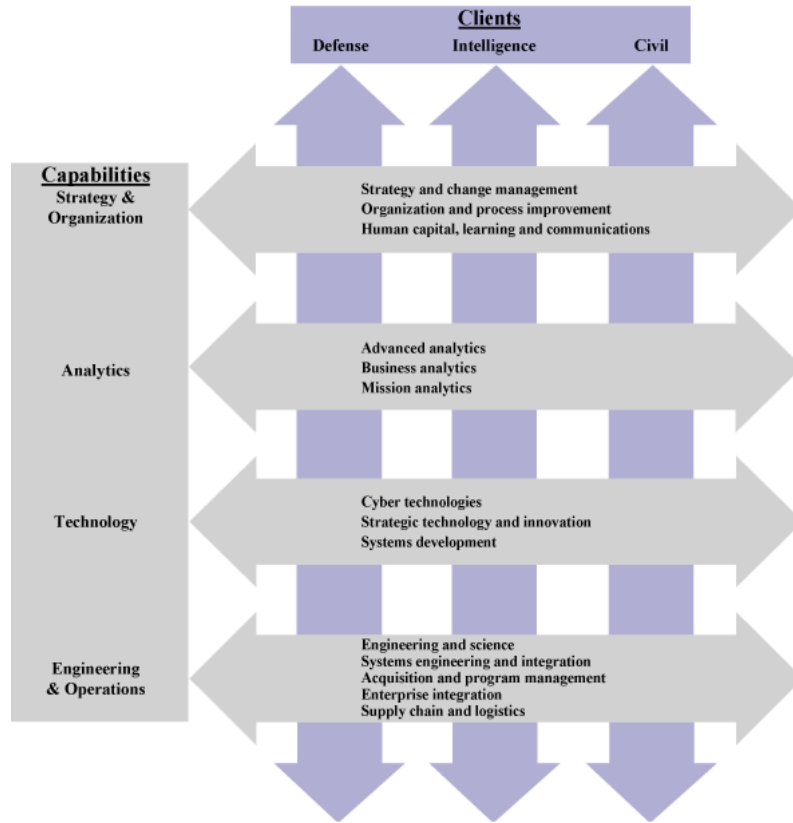 Clients
Defense Intelligence Civil
Capabilities
Strategy &
Organization
Strategy and change management
Organization and process improvement
Human capital, learning and communications
Analytics
Advanced analytics
Business analytics
Mission analytics
Technology
Cyber technologies
Strategic technology and innovation
Systems development
Engineering
& Operations
Engineering and science
Systems engineering and integration
Acquisition and program management
Enterprise integration
Supply chain and logistics